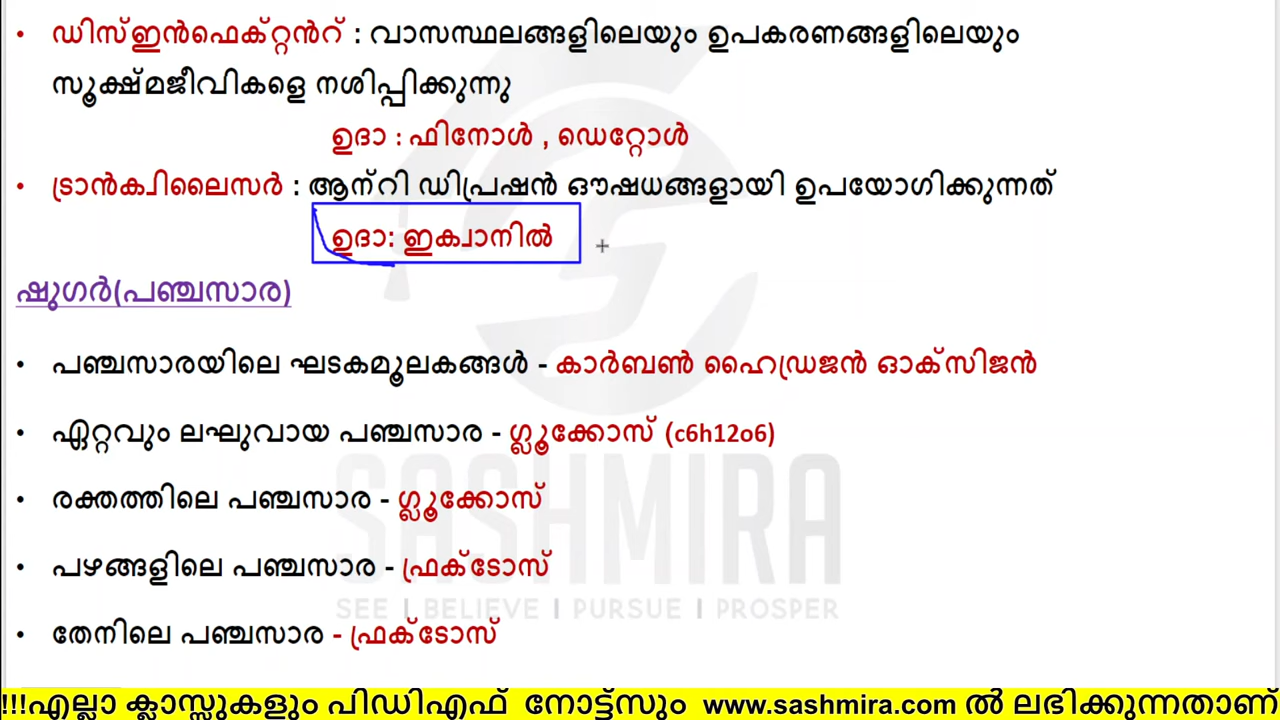 • ഡിസ്ഇൻഫെക്റ്റൻറ് : വാസസ്ഥലങ്ങളിലെയും ഉപകരണങ്ങളിലെയും
സൂക്ഷ്മജീവികളെ നശിപ്പിക്കുന്നു
ഉദാ : ഫിനോൾ , ഡെറ്റോൾ
• ട്രാൻക്വിലൈസർ : ആന്റി ഡിപ്രഷൻ ഔഷധങ്ങളായി ഉപയോഗിക്കുന്നത്
ഉദാ: ഇക്വാനിൽ
ഷുഗർ(പഞ്ചസാര)
• പഞ്ചസാരയിലെ ഘടകമൂലകങ്ങൾ - കാർബൺ ഹൈഡ്രജൻ ഓക്സിജൻ
• ഏറ്റവും ലഘുവായ പഞ്ചസാര - ഗ്ലൂക്കോസ് (c6h12o6)
• രക്തത്തിലെ പഞ്ചസാര - ഗ്ലൂക്കോസ്
• പഴങ്ങളിലെ പഞ്ചസാര - ഫ്രക്ടോസ്
• തേനിലെ പഞ്ചസാര - ഫ്രക്ടോസ്
SASHMIRA
SEE | BELIEVE | PURSUE | PROSPER
!!!എല്ലാ ക്ലാസ്സുകളും പിഡിഎഫ് നോട്ട്സും www.sashmira.com ൽ ലഭിക്കുന്നതാണ്